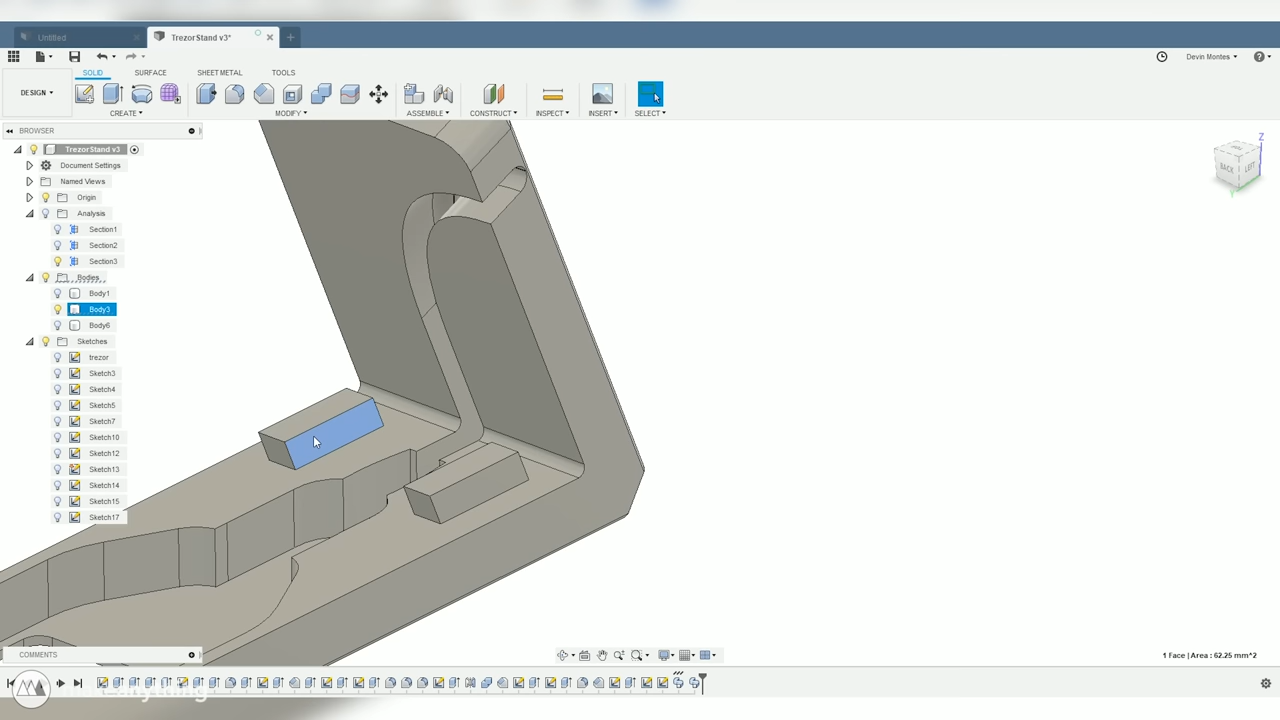 Untitled
TrezorStand v3*
Devin Montes
DESIGN
SOLID SURFACE SHEET METAL TOOLS
CREATE MODIFY ASSEMBLE CONSTRUCT INSPECT INSERT SELECT
BROWSER
TrezorStand v3
Document Settings
Named Views
Origin
Analysis
Section1
Section2
Section3
Bodies
Body1
Body3
Body6
Sketches
trezor
Sketch3
Sketch4
Sketch5
Sketch7
Sketch10
Sketch12
Sketch13
Sketch14
Sketch15
Sketch17
Z
BACK LEFT
COMMENTS
1 Face | Area : 62.25 mm^2